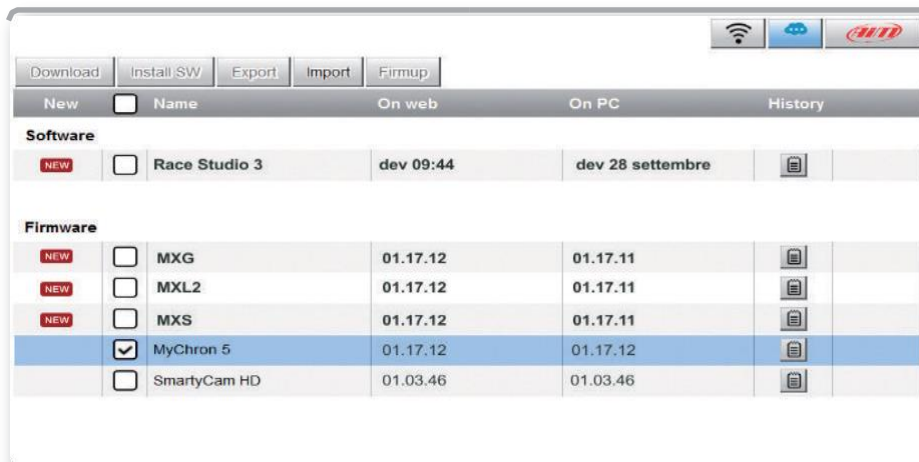 AiM
Download Install SW Export Import Firmup
New Name On web On PC History
Software
NEW Race Studio 3 dev 09:44 dev 28 settembre
Firmware
NEW MXG 01.17.12 01.17.11
NEW MXL2 01.17.12 01.17.11
NEW MXS 01.17.12 01.17.11
MyChron 5 01.17.12 01.17.12
SmartyCam HD 01.03.46 01.03.46